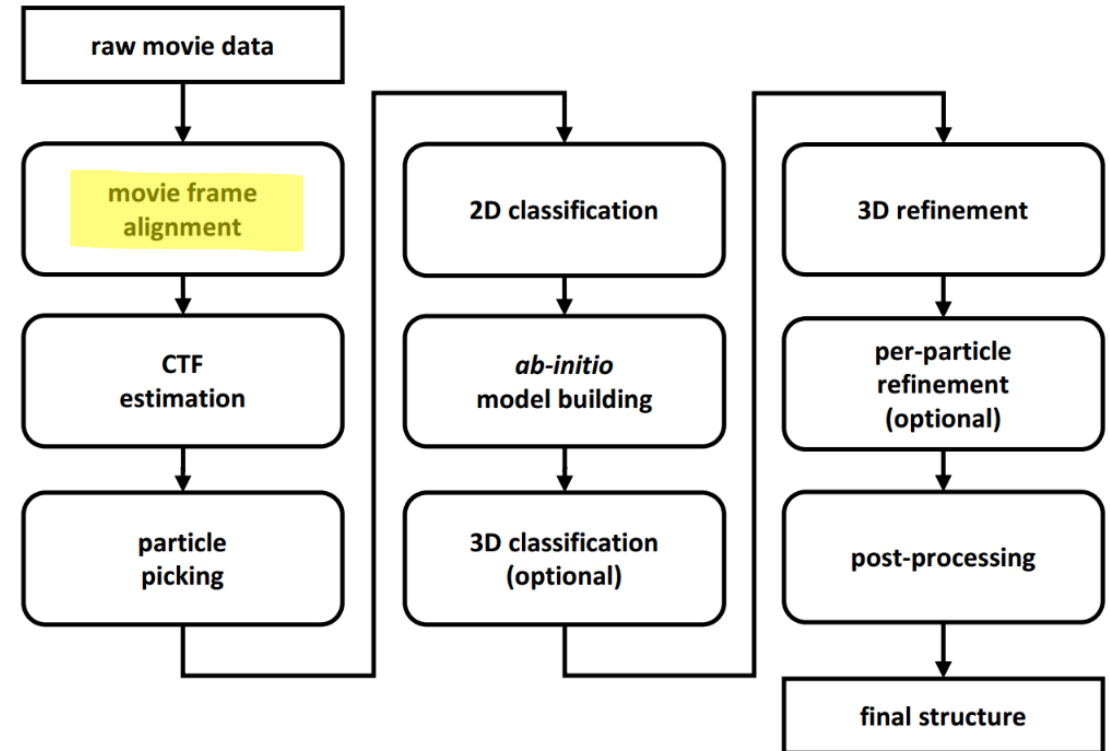 raw movie data
movie frame
alignment
CTF
estimation
particle
picking
2D classification
ab-initio
model building
3D classification
(optional)
3D refinement
per-particle
refinement
(optional)
post-processing
final structure